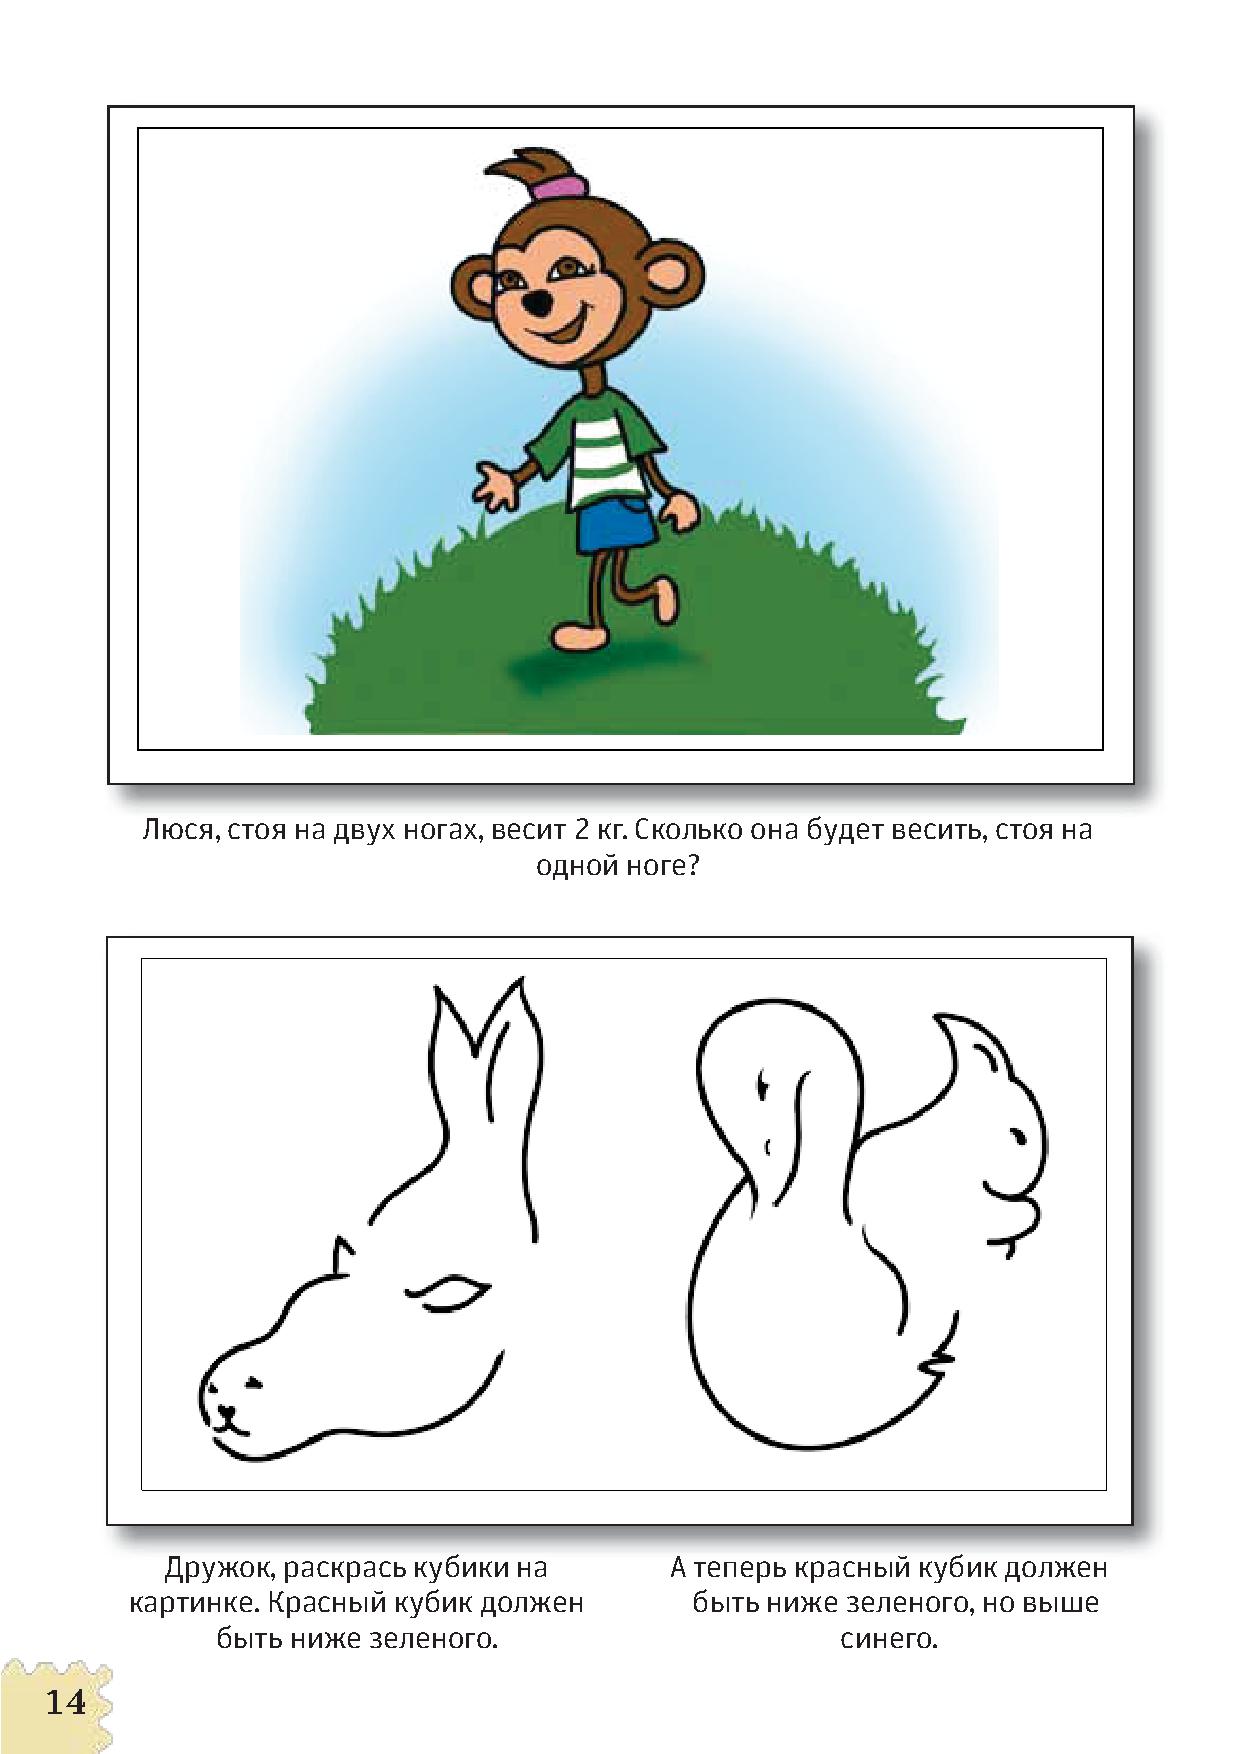 Люся, стоя на двух ногах, весит 2 кг. Сколько она будет весить, стоя на
одной ноге?
Дружок, раскрась кубики на
картинке. Красный кубик должен
быть ниже зеленого.
А теперь красный кубик должен
быть ниже зеленого, но выше
синего.
14